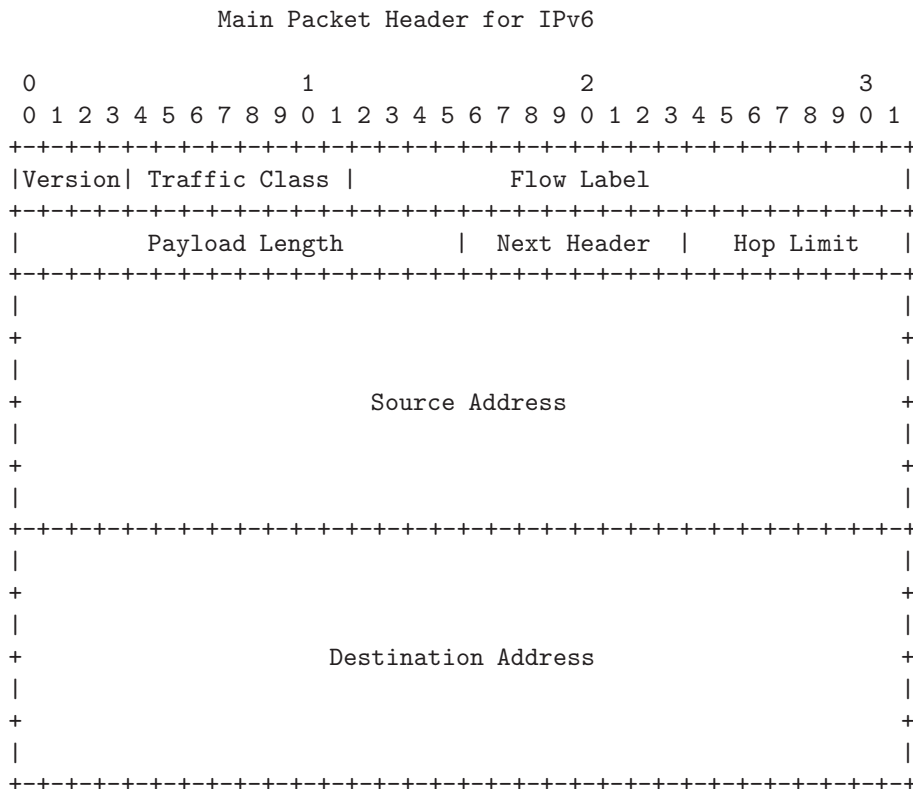 Main Packet Header for IPv6
0 1 2 3
0 1 2 3 4 5 6 7 8 9 0 1 2 3 4 5 6 7 8 9 0 1 2 3 4 5 6 7 8 9 0 1
+-+-+-+-+-+-+-+-+-+-+-+-+-+-+-+-+-+-+-+-+-+-+-+-+-+-+-+-+-+-+-+-+
|Version| Traffic Class | Flow Label |
+-+-+-+-+-+-+-+-+-+-+-+-+-+-+-+-+-+-+-+-+-+-+-+-+-+-+-+-+-+-+-+-+
| Payload Length | Next Header | Hop Limit |
+-+-+-+-+-+-+-+-+-+-+-+-+-+-+-+-+-+-+-+-+-+-+-+-+-+-+-+-+-+-+-+-+
| |
+ +
| |
+ Source Address +
| |
+ +
| |
+-+-+-+-+-+-+-+-+-+-+-+-+-+-+-+-+-+-+-+-+-+-+-+-+-+-+-+-+-+-+-+-+
| |
+ +
| |
+ Destination Address +
| |
+ +
| |
+-+-+-+-+-+-+-+-+-+-+-+-+-+-+-+-+-+-+-+-+-+-+-+-+-+-+-+-+-+-+-+-+